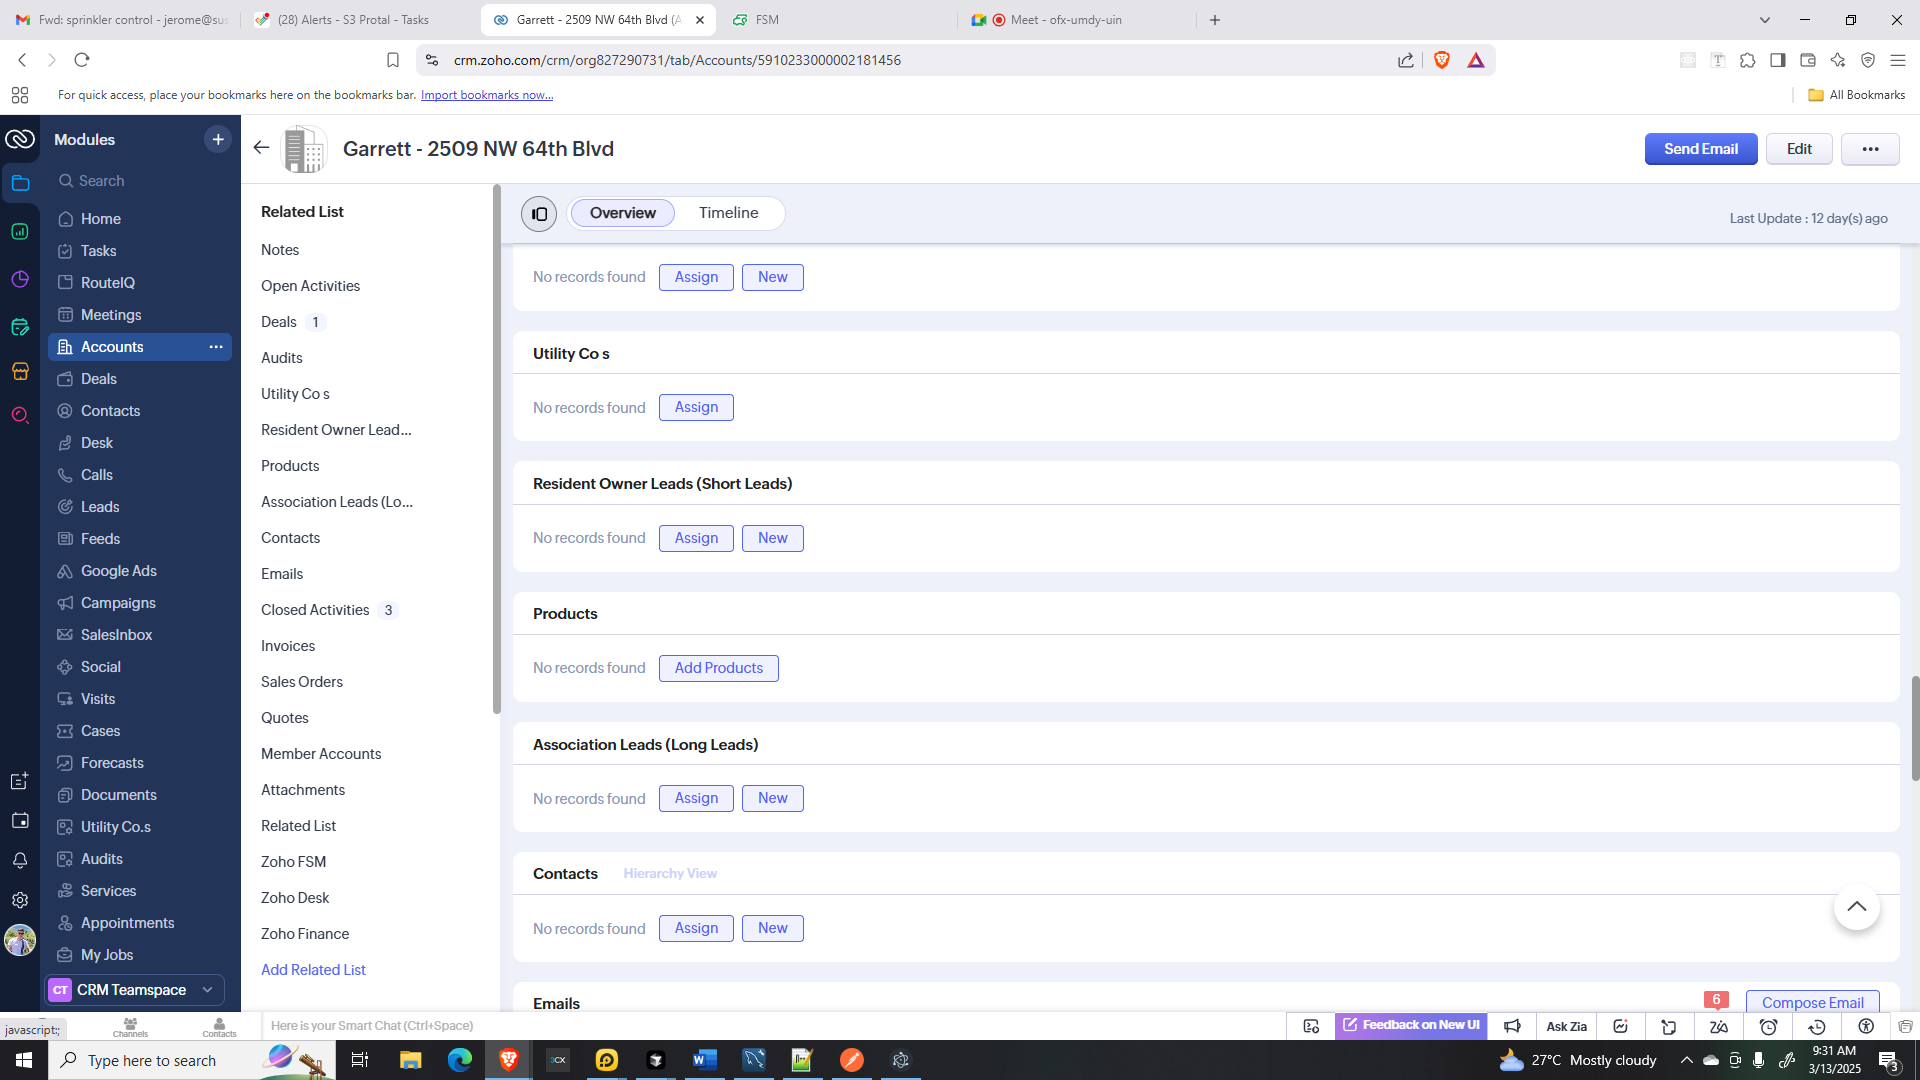 Fwd: sprinkler control - jerome@sus
(28) Alerts - S3 Protal - Tasks
Garrett - 2509 NW 64th Blvd (A
FSM
Meet - ofx-umdy-uin
crm.zoho.com/crm/org827290731/tab/Accounts/5910233000002181456
For quick access, place your bookmarks here on the bookmarks bar. Import bookmarks now...
All Bookmarks
Modules
Search
Home
Tasks
RouteIQ
Meetings
Accounts
Deals
Contacts
Desk
Calls
Leads
Feeds
Google Ads
Campaigns
SalesInbox
Social
Visits
Cases
Forecasts
Documents
Utility Co.s
Audits
Services
Appointments
My Jobs
CT CRM Teamspace
Garrett - 2509 NW 64th Blvd
Send Email
Edit
Related List
Notes
Open Activities
Deals 1
Audits
Utility Co s
Resident Owner Lead...
Products
Association Leads (Lo...
Contacts
Emails
Closed Activities 3
Invoices
Sales Orders
Quotes
Member Accounts
Attachments
Related List
Zoho FSM
Zoho Desk
Zoho Finance
Add Related List
Overview
Timeline
Last Update : 12 day(s) ago
No records found Assign New
Utility Co s
No records found Assign
Resident Owner Leads (Short Leads)
No records found Assign New
Products
No records found Add Products
Association Leads (Long Leads)
No records found Assign New
Contacts Hierarchy View
No records found Assign New
Emails
6
Compose Email
javascript:;
Channels
Contacts
Here is your Smart Chat (Ctrl+Space)
Feedback on New UI
Ask Zia
Type here to search
27°C Mostly cloudy
9:31 AM
3/13/2025
3